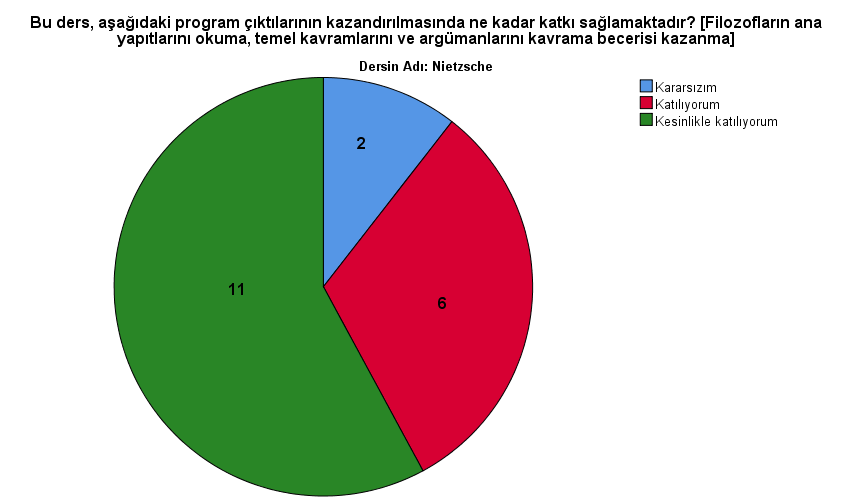 Bu ders, aşağıdaki program çıktılarının kazandırılmasında ne kadar katkı sağlamaktadır? [Filozofların ana
yapıtlarını okuma, temel kavramlarını ve argümanlarını kavrama becerisi kazanma]
Dersin Adı: Nietzsche
Kararsızım
Katılıyorum
Kesinlikle katılıyorum
2
11
6